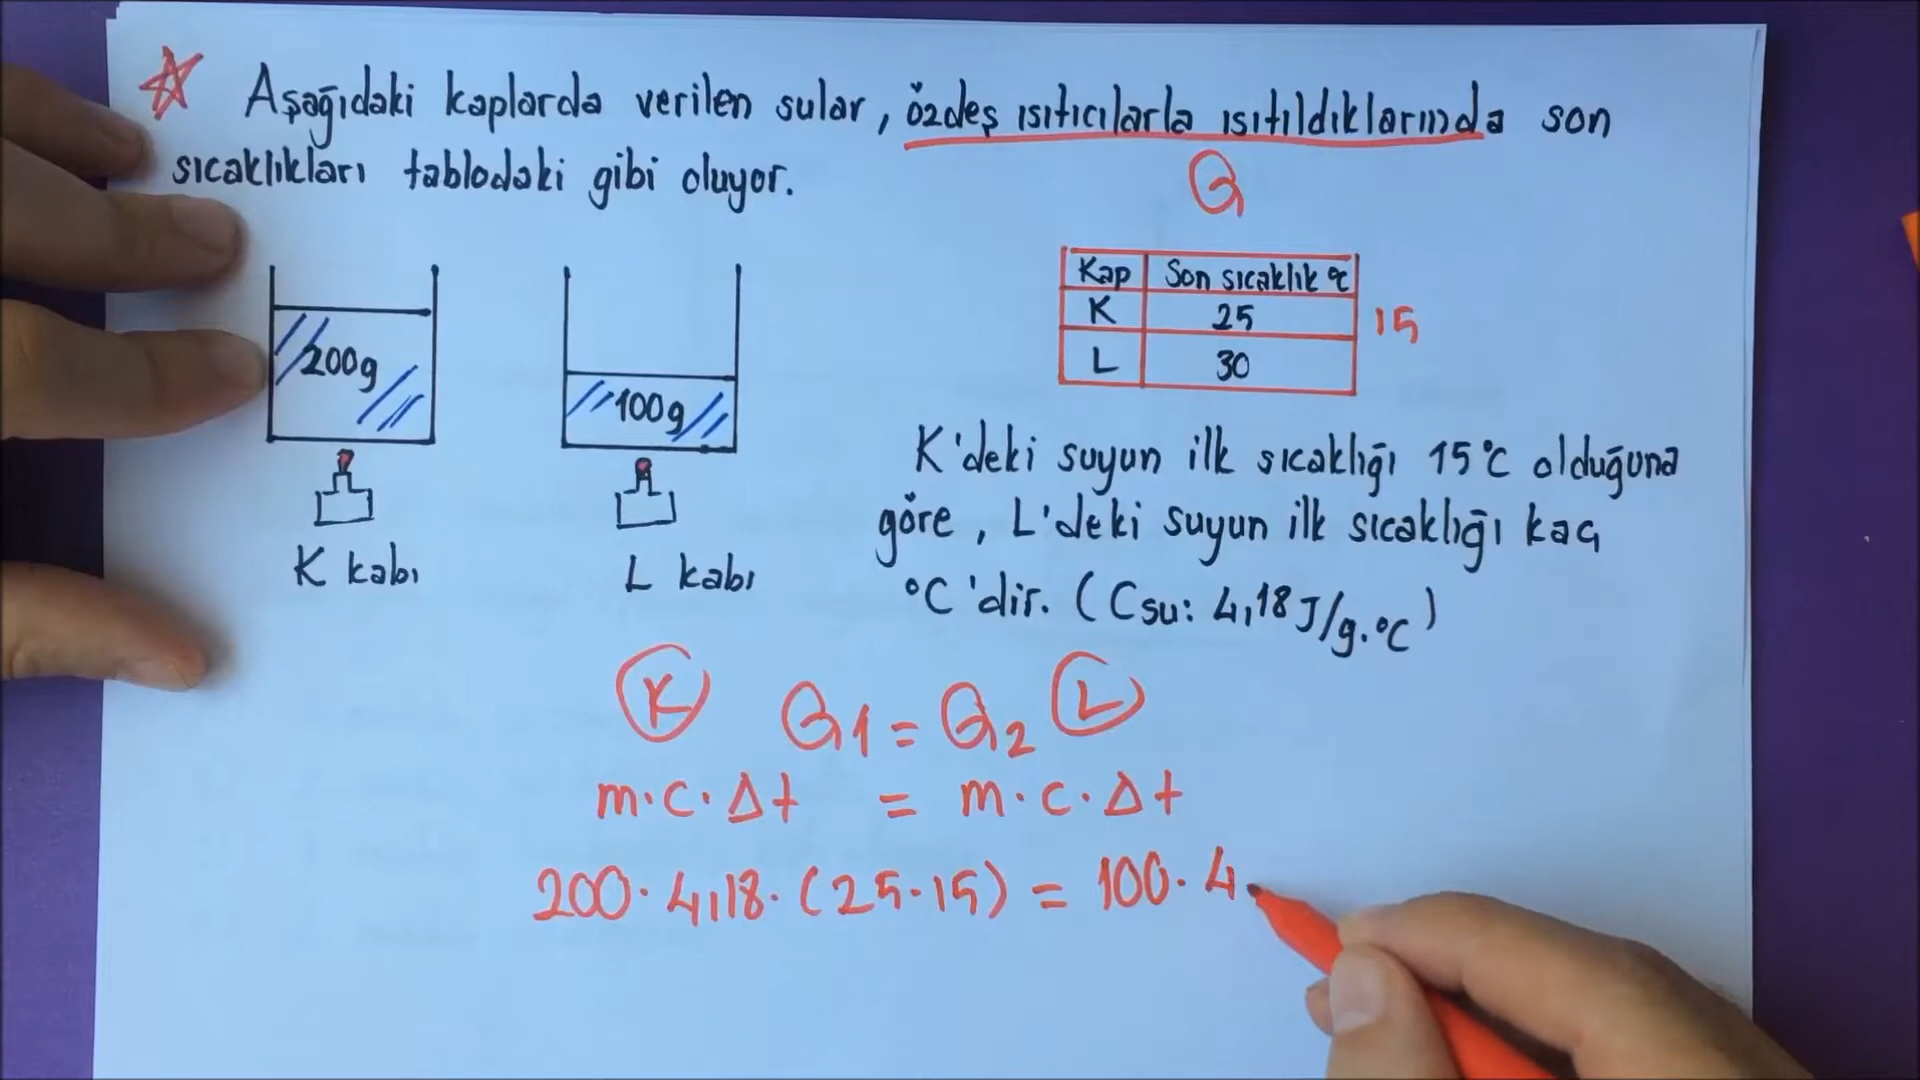 Aşağıdaki kaplarda verilen sular, özdeş ısıtıcılarla ısıtıldıklarında son
sıcaklıkları tablodaki gibi oluyor.
Q
200g
100g
K kabı
L kabı
Kap Son sıcaklık °C
K 25
L 30
15
K'deki suyun ilk sıcaklığı 15°C olduğuna
göre, L'deki suyun ilk sıcaklığı kaç
°C'dir. (Csu: 4,18 J/g.°C)
K Q1 = Q2 L
m.c.Δt = m.c.Δt
200.4,18.(25-15) = 100.4